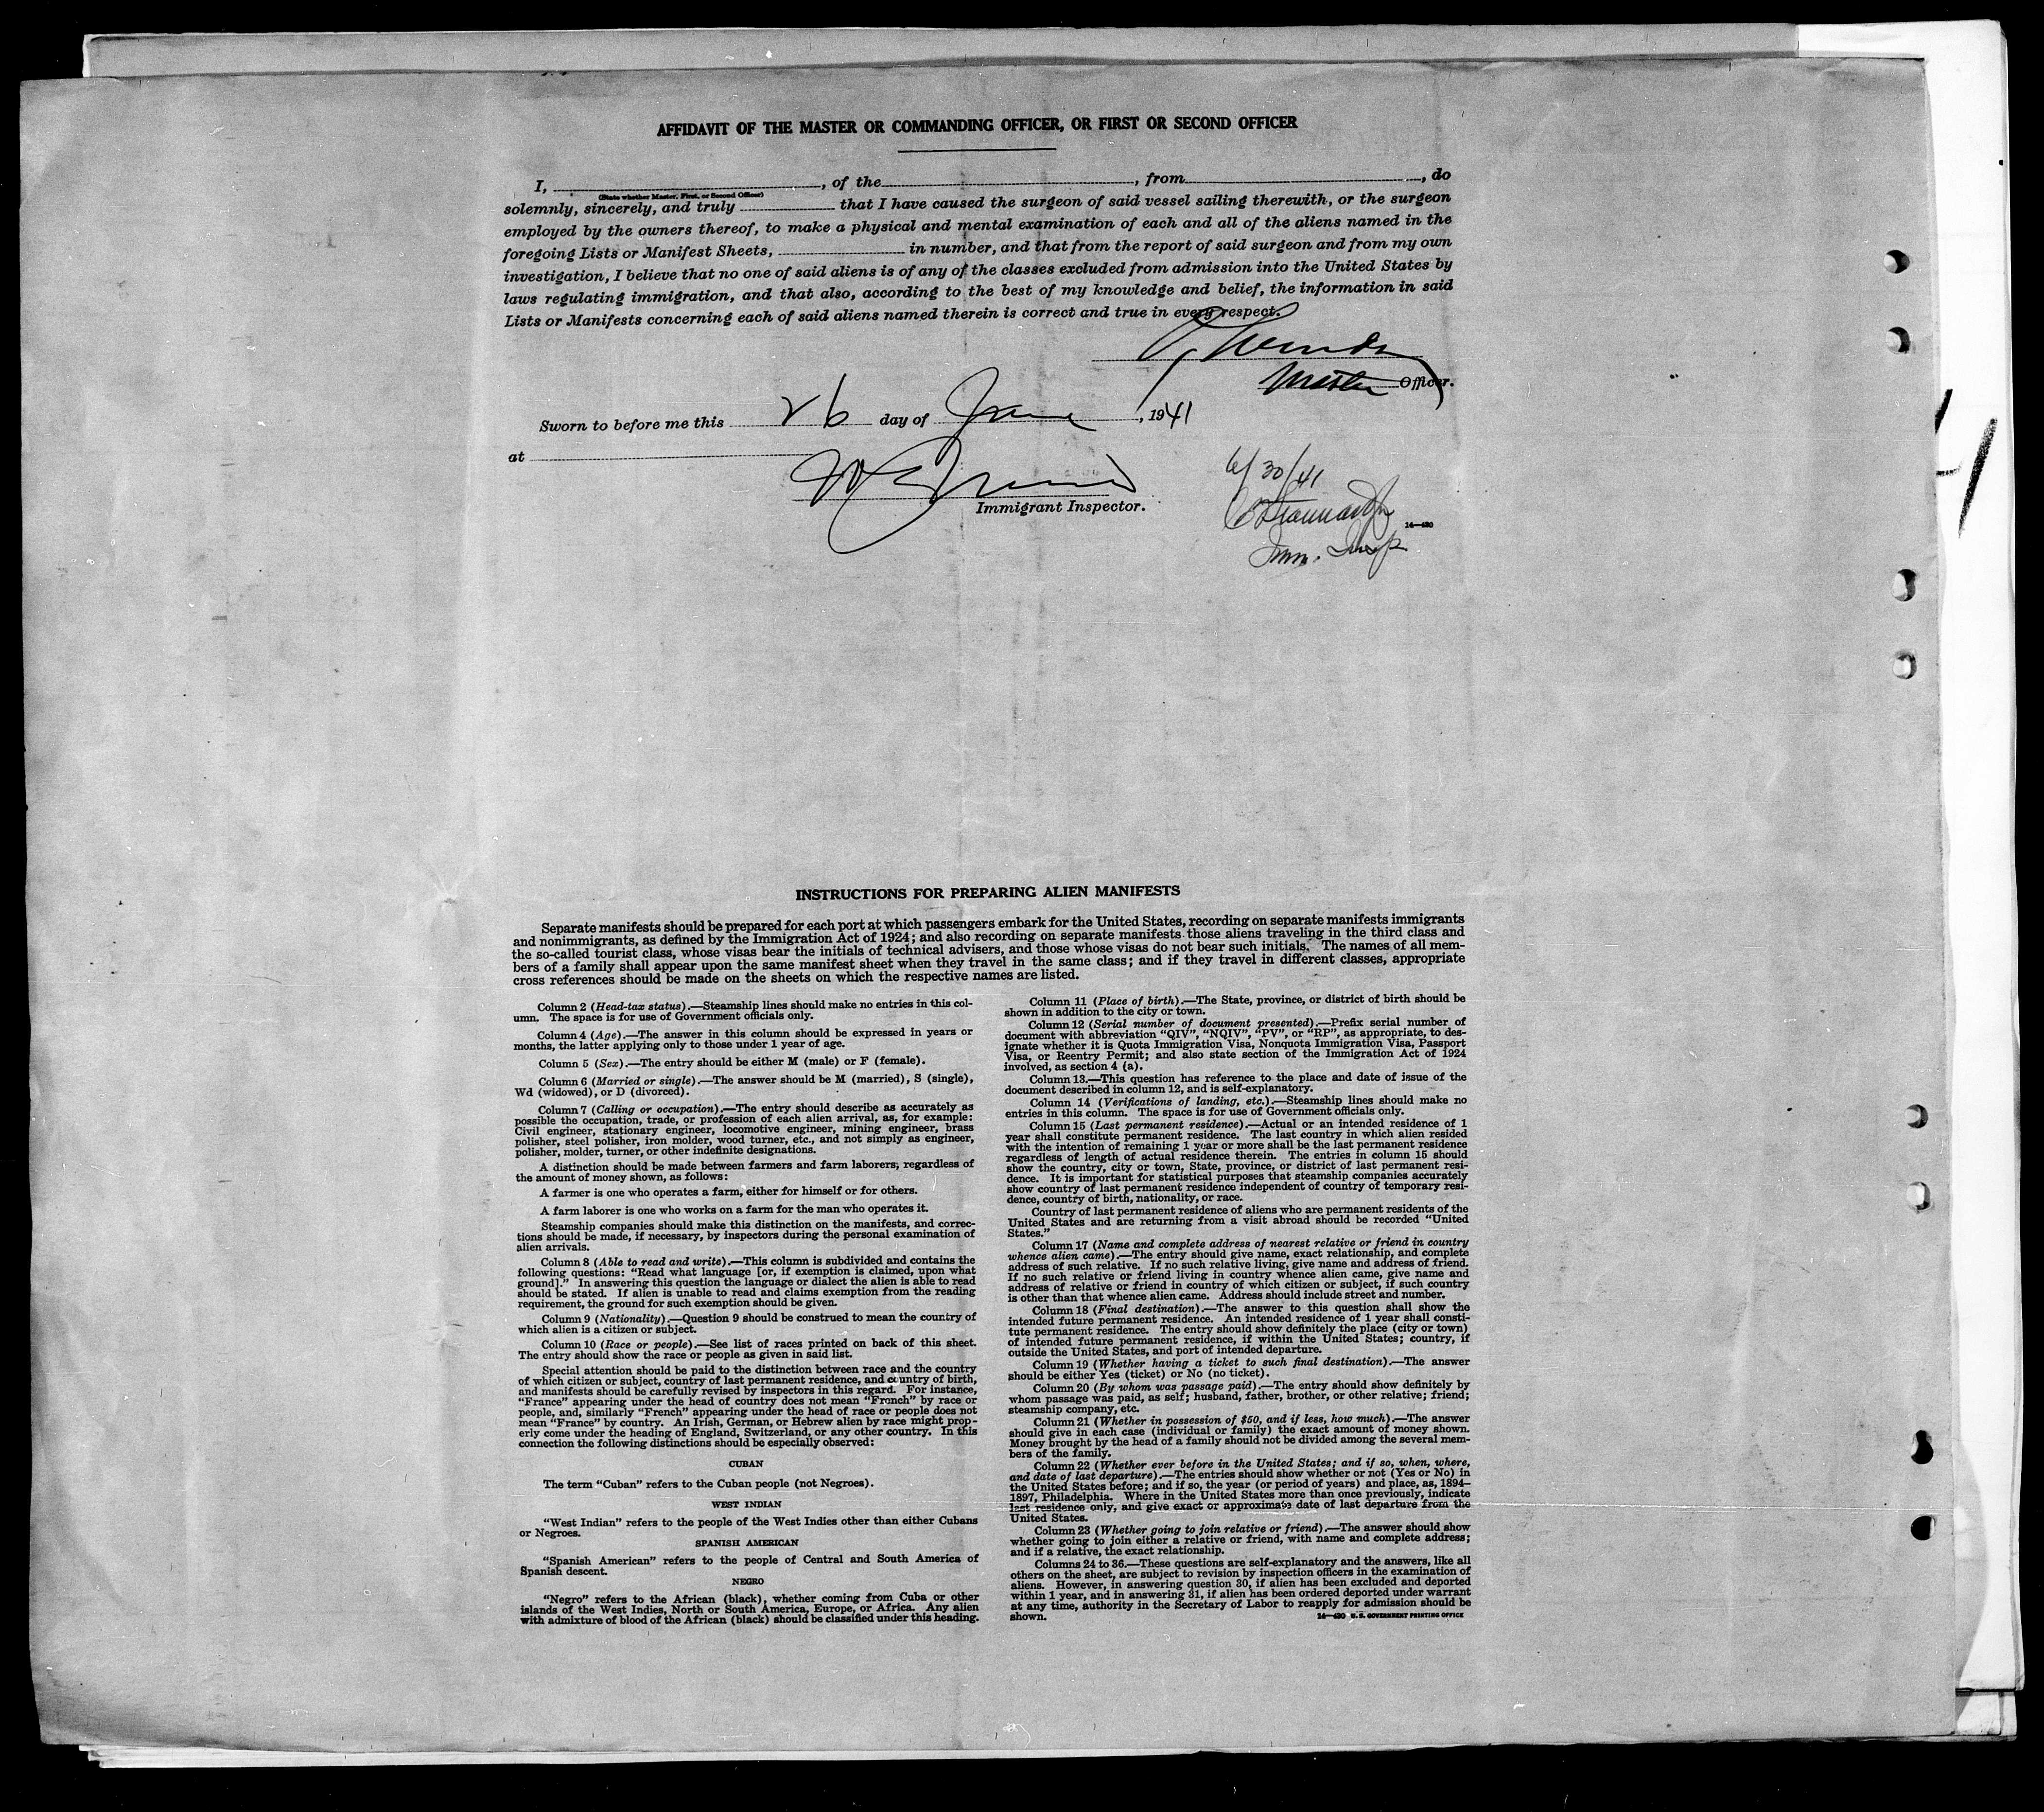 AFFIDAVIT OF THE MASTER OR COMMANDING OFFICER, OR FIRST OR SECOND OFFICER
I, , of the , from , do
(State whether Master, First, or Second Officer)
solemnly, sincerely, and truly that I have caused the surgeon of said vessel sailing therewith, or the surgeon
employed by the owners thereof, to make a physical and mental examination of each and all of the aliens named in the
foregoing Lists or Manifest Sheets, in number, and that from the report of said surgeon and from my own
investigation, I believe that no one of said aliens is of any of the classes excluded from admission into the United States by
laws regulating immigration, and that also, according to the best of my knowledge and belief, the information in said
Lists or Manifests concerning each of said aliens named therein is correct and true in every respect.
Master Officer.
Sworn to before me this 26 day of June, 1941
at
Immigrant Inspector.
6/30/41
14—430
Imm. Insp
INSTRUCTIONS FOR PREPARING ALIEN MANIFESTS
Separate manifests should be prepared for each port at which passengers embark for the United States, recording on separate manifests immigrants
and nonimmigrants, as defined by the Immigration Act of 1924; and also recording on separate manifests those aliens traveling in the third class and
the so-called tourist class, whose visas bear the initials of technical advisers, and those whose visas do not bear such initials. The names of all mem-
bers of a family shall appear upon the same manifest sheet when they travel in the same class; and if they travel in different classes, appropriate
cross references should be made on the sheets on which the respective names are listed.
Column 2 (Head-tax status).—Steamship lines should make no entries in this col-
umn. The space is for use of Government officials only.
Column 4 (Age).—The answer in this column should be expressed in years or
months, the latter applying only to those under 1 year of age.
Column 5 (Sex).—The entry should be either M (male) or F (female).
Column 6 (Married or single).—The answer should be M (married), S (single),
Wd (widowed), or D (divorced).
Column 7 (Calling or occupation).—The entry should describe as accurately as
possible the occupation, trade, or profession of each alien arrival, as, for example:
Civil engineer, stationary engineer, locomotive engineer, mining engineer, brass
polisher, steel polisher, iron molder, wood turner, etc., and not simply as engineer,
polisher, molder, turner, or other indefinite designations.
A distinction should be made between farmers and farm laborers, regardless of
the amount of money shown, as follows:
A farmer is one who operates a farm, either for himself or for others.
A farm laborer is one who works on a farm for the man who operates it.
Steamship companies should make this distinction on the manifests, and correc-
tions should be made, if necessary, by inspectors during the personal examination of
alien arrivals.
Column 8 (Able to read and write).—This column is subdivided and contains the
following questions: “Read what language [or, if exemption is claimed, upon what
ground].” In answering this question the language or dialect the alien is able to read
should be stated. If alien is unable to read and claims exemption from the reading
requirement, the ground for such exemption should be given.
Column 9 (Nationality).—Question 9 should be construed to mean the country of
which alien is a citizen or subject.
Column 10 (Race or people).—See list of races printed on back of this sheet.
The entry should show the race or people as given in said list.
Special attention should be paid to the distinction between race and the country
of which citizen or subject, country of last permanent residence, and country of birth,
and manifests should be carefully revised by inspectors in this regard. For instance,
“France” appearing under the head of country does not mean “French” by race or
people, and, similarly “French” appearing under the head of race or people does not
mean “France” by country. An Irish, German, or Hebrew alien by race might prop-
erly come under the heading of England, Switzerland, or any other country. In this
connection the following distinctions should be especially observed:
CUBAN
The term “Cuban” refers to the Cuban people (not Negroes).
WEST INDIAN
“West Indian” refers to the people of the West Indies other than either Cubans
or Negroes.
SPANISH AMERICAN
“Spanish American” refers to the people of Central and South America of
Spanish descent.
NEGRO
“Negro” refers to the African (black), whether coming from Cuba or other
islands of the West Indies, North or South America, Europe, or Africa. Any alien
with admixture of blood of the African (black) should be classified under this heading.
Column 11 (Place of birth).—The State, province, or district of birth should be
shown in addition to the city or town.
Column 12 (Serial number of document presented).—Prefix serial number of
document with abbreviation “QIV”, “NQIV”, “PV”, or “RP”, as appropriate, to des-
ignate whether it is Quota Immigration Visa, Nonquota Immigration Visa, Passport
Visa, or Reentry Permit; and also state section of the Immigration Act of 1924
involved, as section 4 (a).
Column 13.—This question has reference to the place and date of issue of the
document described in column 12, and is self-explanatory.
Column 14 (Verifications of landing, etc.).—Steamship lines should make no
entries in this column. The space is for use of Government officials only.
Column 15 (Last permanent residence).—Actual or an intended residence of 1
year shall constitute permanent residence. The last country in which alien resided
with the intention of remaining 1 year or more shall be the last permanent residence
regardless of length of actual residence therein. The entries in column 15 should
show the country, city or town, State, province, or district of last permanent resi-
dence. It is important for statistical purposes that steamship companies accurately
show country of last permanent residence independent of country of temporary resi-
dence, country of birth, nationality, or race.
Country of last permanent residence of aliens who are permanent residents of the
United States and are returning from a visit abroad should be recorded “United
States.”
Column 17 (Name and complete address of nearest relative or friend in country
whence alien came).—The entry should give name, exact relationship, and complete
address of such relative. If no such relative living, give name and address of friend.
If no such relative or friend living in country whence alien came, give name and
address of relative or friend in country of which citizen or subject, if such country
is other than that whence alien came. Address should include street and number.
Column 18 (Final destination).—The answer to this question shall show the
intended future permanent residence. An intended residence of 1 year shall consti-
tute permanent residence. The entry should show definitely the place (city or town)
of intended future permanent residence, if within the United States; country, if
outside the United States, and port of intended departure.
Column 19 (Whether having a ticket to such final destination).—The answer
should be either Yes (ticket) or No (no ticket).
Column 20 (By whom was passage paid).—The entry should show definitely by
whom passage was paid, as self; husband, father, brother, or other relative; friend;
steamship company, etc.
Column 21 (Whether in possession of $50, and if less, how much).—The answer
should give in each case (individual or family) the exact amount of money shown.
Money brought by the head of a family should not be divided among the several mem-
bers of the family.
Column 22 (Whether ever before in the United States; and if so, when, where,
and date of last departure).—The entries should show whether or not (Yes or No) in
the United States before; and if so, the year (or period of years) and place, as, 1894–
1897, Philadelphia. Where in the United States more than once previously, indicate
last residence only, and give exact or approximate date of last departure from the
United States.
Column 23 (Whether going to join relative or friend).—The answer should show
whether going to join either a relative or friend, with name and complete address;
and if a relative, the exact relationship.
Columns 24 to 36.—These questions are self-explanatory and the answers, like all
others on the sheet, are subject to revision by inspection officers in the examination of
aliens. However, in answering question 30, if alien has been excluded and deported
within 1 year, and in answering 31, if alien has been ordered deported under warrant
at any time, authority in the Secretary of Labor to reapply for admission should be
shown.
14—430 U. S. GOVERNMENT PRINTING OFFICE